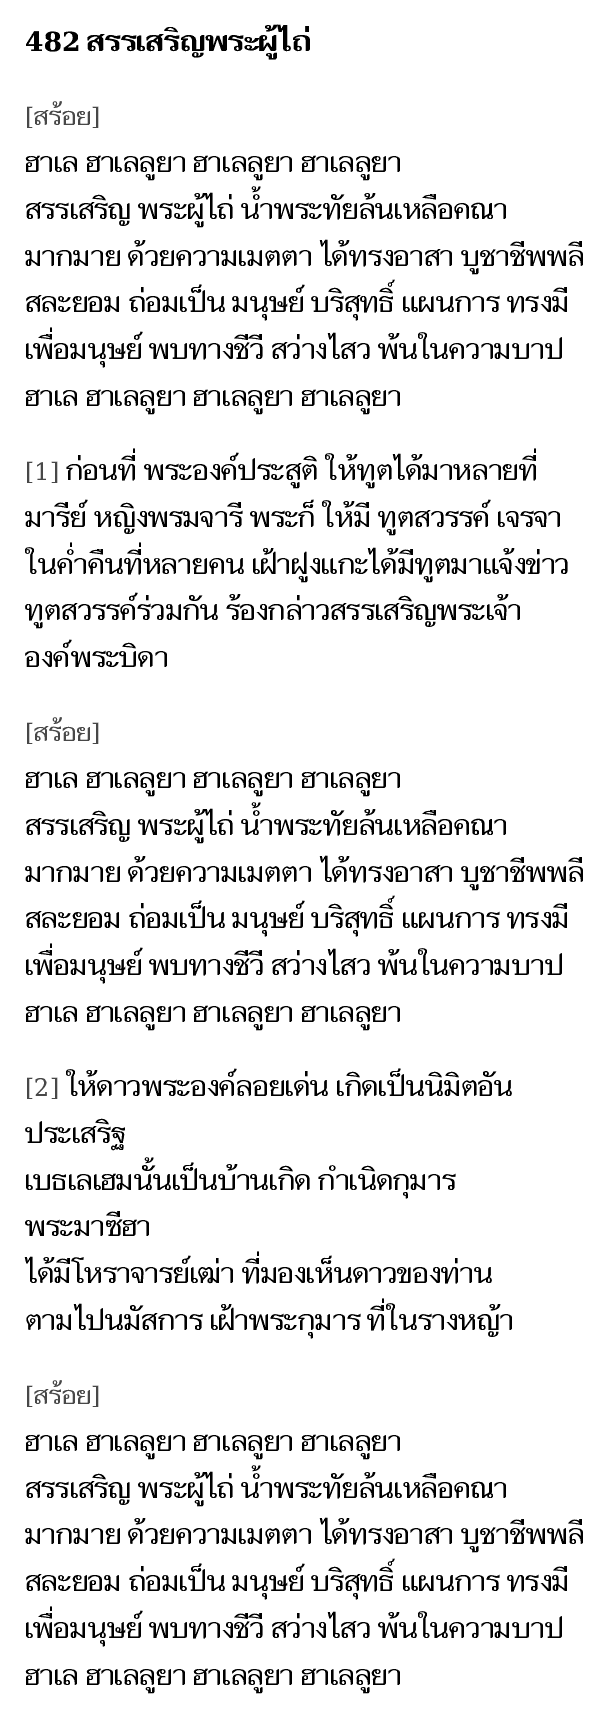 482 สรรเสริญพระผู้ไถ่
[สร้อย]
ฮาเล ฮาเลลูยา ฮาเลลูยา ฮาเลลูยา
สรรเสริญ พระผู้ไถ่ น้ำพระทัยล้นเหลือคณา
มากมาย ด้วยความเมตตา ได้ทรงอาสา บูชาชีพพลี
สละยอม ถ่อมเป็น มนุษย์ บริสุทธิ์ แผนการ ทรงมี
เพื่อมนุษย์ พบทางชีวี สว่างไสว พ้นในความบาป
ฮาเล ฮาเลลูยา ฮาเลลูยา ฮาเลลูยา
[1] ก่อนที่ พระองค์ประสูติ ให้ทูตได้มาหลายที่
มารีย์ หญิงพรมจารี พระก็ ให้มี ทูตสวรรค์ เจรจา
ในค่ำคืนที่หลายคน เฝ้าฝูงแกะได้มีทูตมาแจ้งข่าว
ทูตสวรรค์ร่วมกัน ร้องกล่าวสรรเสริญพระเจ้า
องค์พระบิดา
[สร้อย]
ฮาเล ฮาเลลูยา ฮาเลลูยา ฮาเลลูยา
สรรเสริญ พระผู้ไถ่ น้ำพระทัยล้นเหลือคณา
มากมาย ด้วยความเมตตา ได้ทรงอาสา บูชาชีพพลี
สละยอม ถ่อมเป็น มนุษย์ บริสุทธิ์ แผนการ ทรงมี
เพื่อมนุษย์ พบทางชีวี สว่างไสว พ้นในความบาป
ฮาเล ฮาเลลูยา ฮาเลลูยา ฮาเลลูยา
[2] ให้ดาวพระองค์ลอยเด่น เกิดเป็นนิมิตอัน
ประเสริฐ
เบธเลเฮมนั้นเป็นบ้านเกิด กำเนิดกุมาร
พระมาซีฮา
ได้มีโหราจารย์เฒ่า ที่มองเห็นดาวของท่าน
ตามไปนมัสการ เฝ้าพระกุมาร ที่ในรางหญ้า
[สร้อย]
ฮาเล ฮาเลลูยา ฮาเลลูยา ฮาเลลูยา
สรรเสริญ พระผู้ไถ่ น้ำพระทัยล้นเหลือคณา
มากมาย ด้วยความเมตตา ได้ทรงอาสา บูชาชีพพลี
สละยอม ถ่อมเป็น มนุษย์ บริสุทธิ์ แผนการ ทรงมี
เพื่อมนุษย์ พบทางชีวี สว่างไสว พ้นในความบาป
ฮาเล ฮาเลลูยา ฮาเลลูยา ฮาเลลูยา